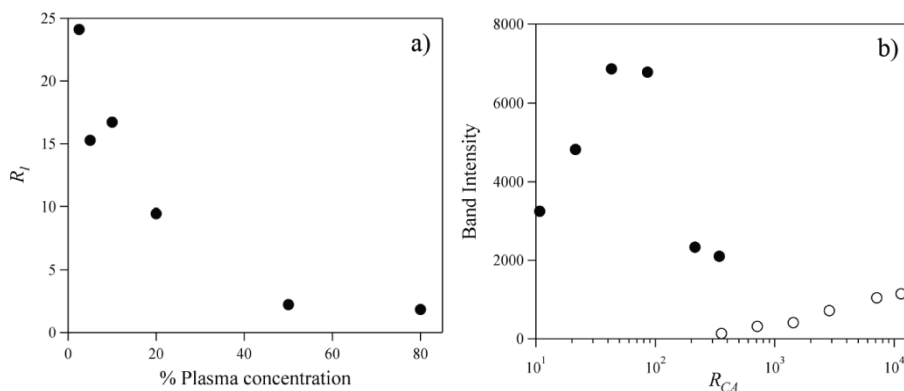 25
20
15
10
5
0
R_I
0 20 40 60 80
% Plasma concentration
a)
8000
6000
4000
2000
0
Band Intensity
10^1 10^2 10^3 10^4
R_CA
b)